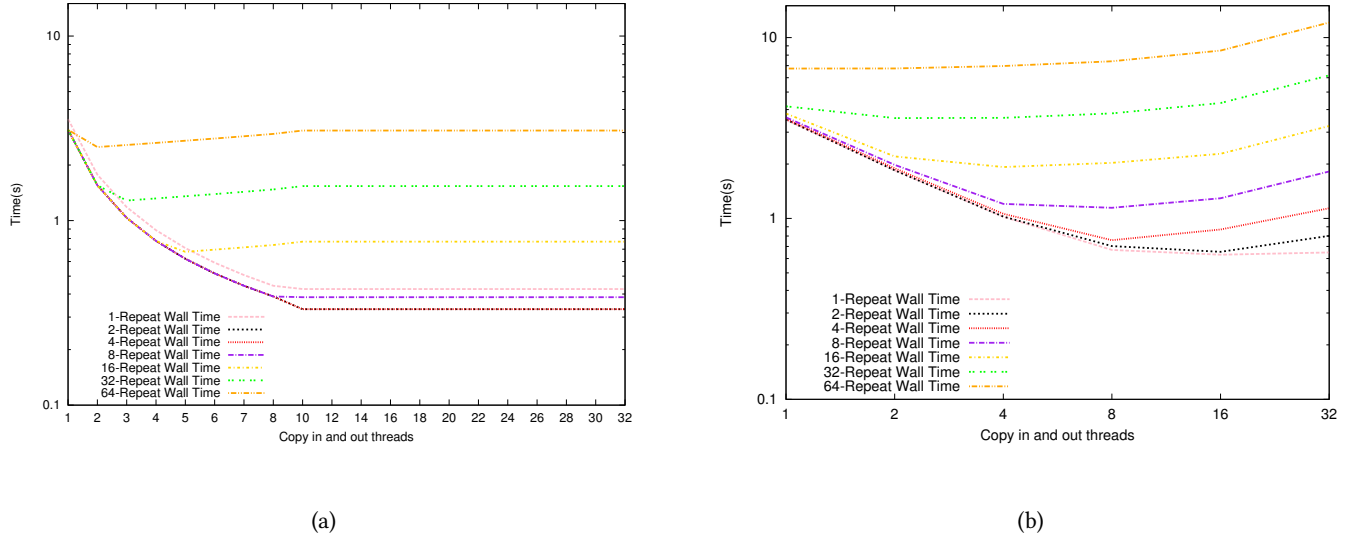 10
1
0.1
Time(s)
1-Repeat Wall Time
2-Repeat Wall Time
4-Repeat Wall Time
8-Repeat Wall Time
16-Repeat Wall Time
32-Repeat Wall Time
64-Repeat Wall Time
1 2 3 4 5 6 7 8 10 12 14 16 18 20 22 24 26 28 30 32
Copy in and out threads
(a)
10
1
0.1
Time(s)
1-Repeat Wall Time
2-Repeat Wall Time
4-Repeat Wall Time
8-Repeat Wall Time
16-Repeat Wall Time
32-Repeat Wall Time
64-Repeat Wall Time
1 2 4 8 16 32
Copy in and out threads
(b)